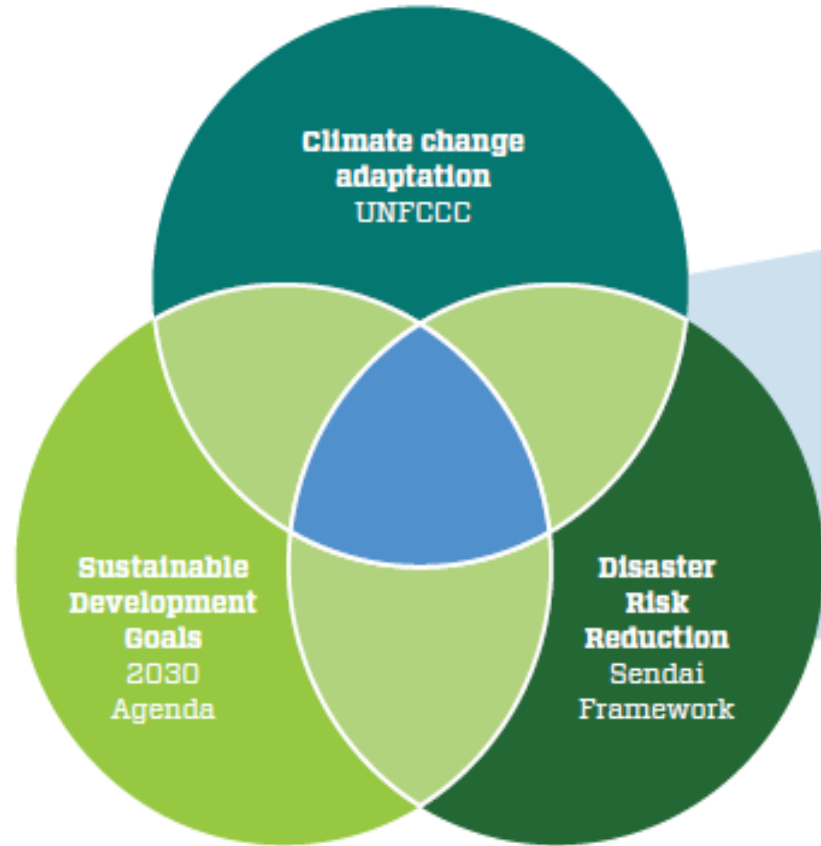 Climate change
adaptation
UNFCCC
Sustainable
Development
Goals
2030
Agenda
Disaster
Risk
Reduction
Sendai
Framework